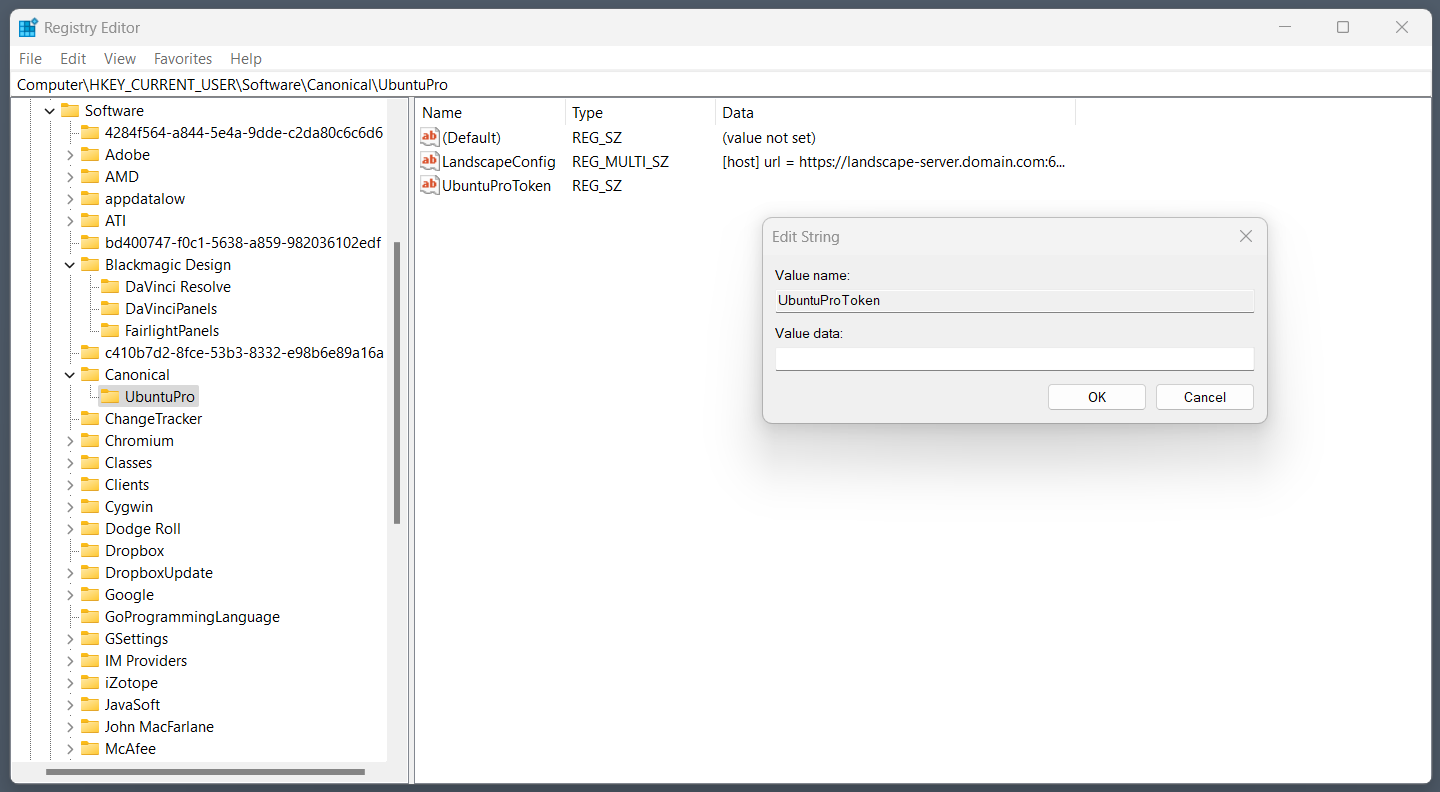 Registry Editor
File Edit View Favorites Help
Computer\HKEY_CURRENT_USER\Software\Canonical\UbuntuPro
Software
4284f564-a844-5e4a-9dde-c2da80c6c6d6
Adobe
AMD
appdatalow
ATI
bd400747-f0c1-5638-a859-982036102edf
Blackmagic Design
DaVinci Resolve
DaVinciPanels
FairlightPanels
c410b7d2-8fce-53b3-8332-e98b6e89a16a
Canonical
UbuntuPro
ChangeTracker
Chromium
Classes
Clients
Cygwin
Dodge Roll
Dropbox
DropboxUpdate
Google
GoProgrammingLanguage
GSettings
IM Providers
iZotope
JavaSoft
John MacFarlane
McAfee
Name Type Data
ab (Default) REG_SZ (value not set)
ab LandscapeConfig REG_MULTI_SZ [host] url = https://landscape-server.domain.com:6...
ab UbuntuProToken REG_SZ
Edit String
Value name:
UbuntuProToken
Value data:
OK Cancel